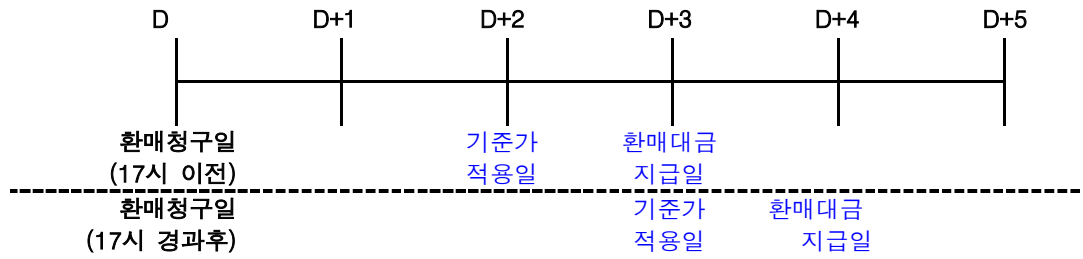 D D+1 D+2 D+3 D+4 D+5
환매청구일 기준가 환매대금
(17시 이전) 적용일 지급일
환매청구일 기준가 환매대금
(17시 경과후) 적용일 지급일